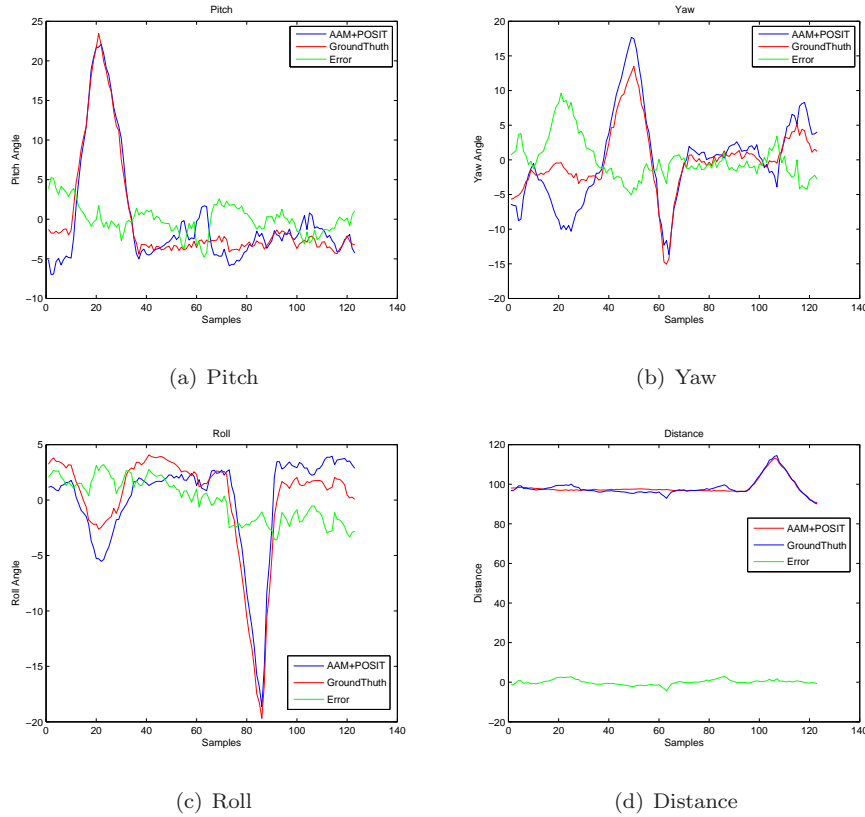 Pitch
25
20
15
10
5
0
−5
−10
0 20 40 60 80 100 120 140
Pitch Angle
Samples
AAM+POSIT
GroundThuth
Error
(a) Pitch
Yaw
20
15
10
5
0
−5
−10
−15
−20
0 20 40 60 80 100 120 140
Yaw Angle
Samples
AAM+POSIT
GroundThuth
Error
(b) Yaw
Roll
5
0
−5
−10
−15
−20
0 20 40 60 80 100 120 140
Roll Angle
Samples
AAM+POSIT
GroundThuth
Error
(c) Roll
Distance
120
100
80
60
40
20
0
−20
0 20 40 60 80 100 120 140
Distance
Samples
AAM+POSIT
GroundThuth
Error
(d) Distance